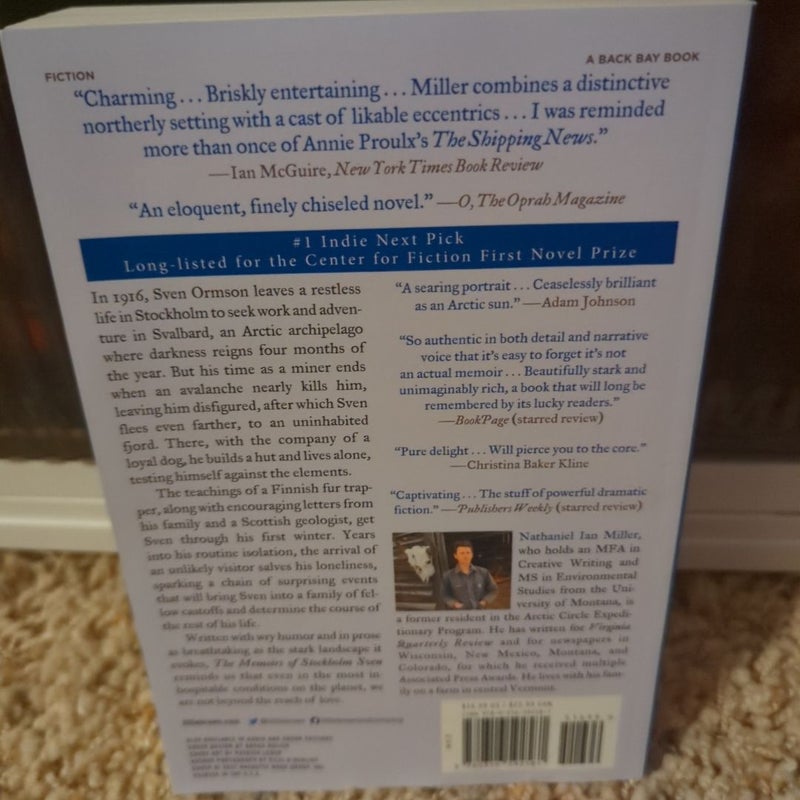 FICTION
A BACK BAY BOOK
“Charming . . . Briskly entertaining . . . Miller combines a distinctive
northerly setting with a cast of likable eccentrics . . . I was reminded
more than once of Annie Proulx’s The Shipping News.”
—Ian McGuire, New York Times Book Review
“An eloquent, finely chiseled novel.” —O, The Oprah Magazine
#1 Indie Next Pick
Long-listed for the Center for Fiction First Novel Prize
In 1916, Sven Ormson leaves a restless
life in Stockholm to seek work and adven-
ture in Svalbard, an Arctic archipelago
where darkness reigns four months of
the year. But his time as a miner ends
when an avalanche nearly kills him,
leaving him disfigured, after which Sven
flees even farther, to an uninhabited
fjord. There, with the company of a
loyal dog, he builds a hut and lives alone,
testing himself against the elements.
The teachings of a Finnish fur trap-
per, along with encouraging letters from
his family and a Scottish geologist, get
Sven through his first winter. Years
into his routine isolation, the arrival of
an unlikely visitor salves his loneliness,
sparking a chain of surprising events
that will bring Sven into a family of fel-
low castoffs and determine the course of
the rest of his life.
Written with wry humor and in prose
as breathtaking as the stark landscape it
evokes, The Memoirs of Stockholm Sven
reminds us that even in the most in-
hospitable conditions on the planet, we
are not beyond the reach of love.
“A searing portrait . . . Ceaselessly brilliant
as an Arctic sun.” —Adam Johnson
“So authentic in both detail and narrative
voice that it’s easy to forget it’s not
an actual memoir . . . Beautifully stark and
unimaginably rich, a book that will long be
remembered by its lucky readers.”
—BookPage (starred review)
“Pure delight . . . Will pierce you to the core.”
—Christina Baker Kline
“Captivating . . . The stuff of powerful dramatic
fiction.” —Publishers Weekly (starred review)
Nathaniel Ian Miller,
who holds an MFA in
Creative Writing and
MS in Environmental
Studies from the Uni-
versity of Montana, is
a former resident in the Arctic Circle Expedi-
tionary Program. He has written for Virginia
Quarterly Review and for newspapers in
Wisconsin, New Mexico, Montana, and
Colorado, for which he received multiple
Associated Press Awards. He lives with his fam-
ily on a farm in central Vermont.